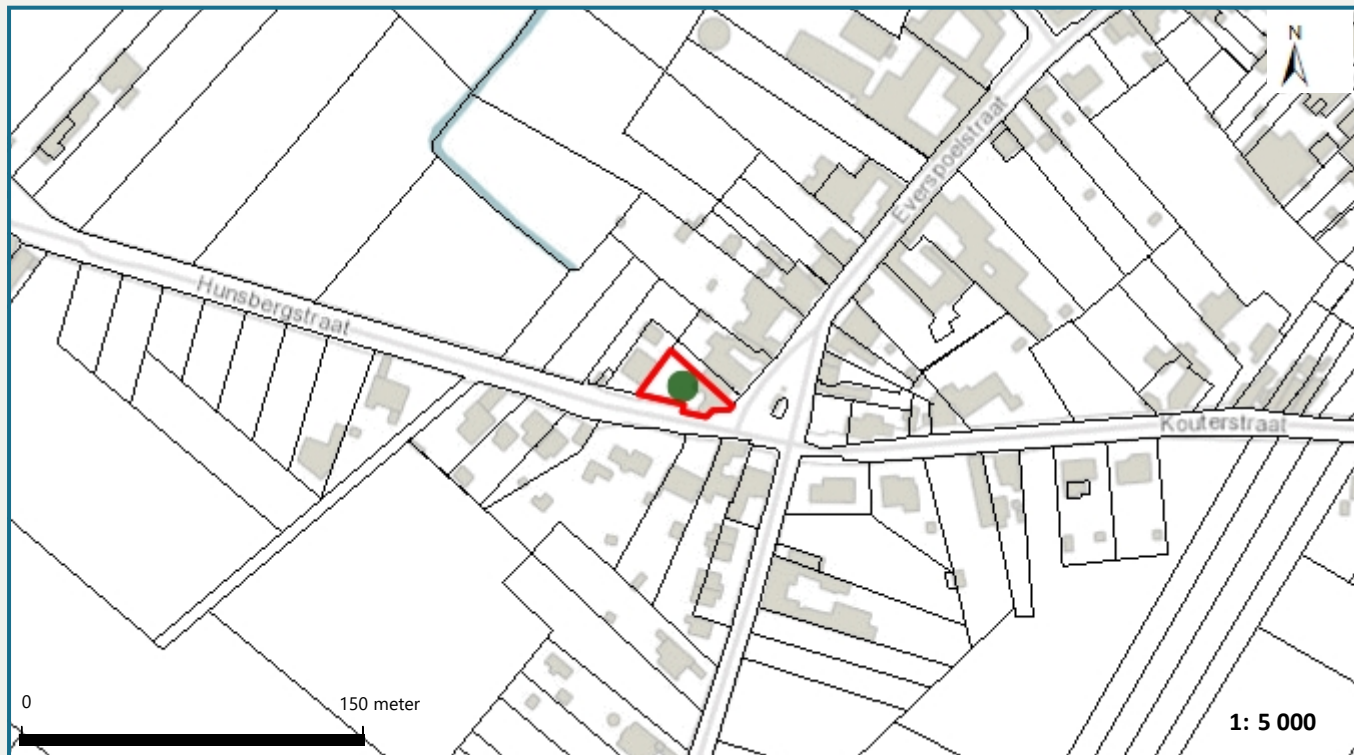 N
Everspoelstraat
Hunsbergstraat
Kouterstraat
0
150 meter
1: 5 000